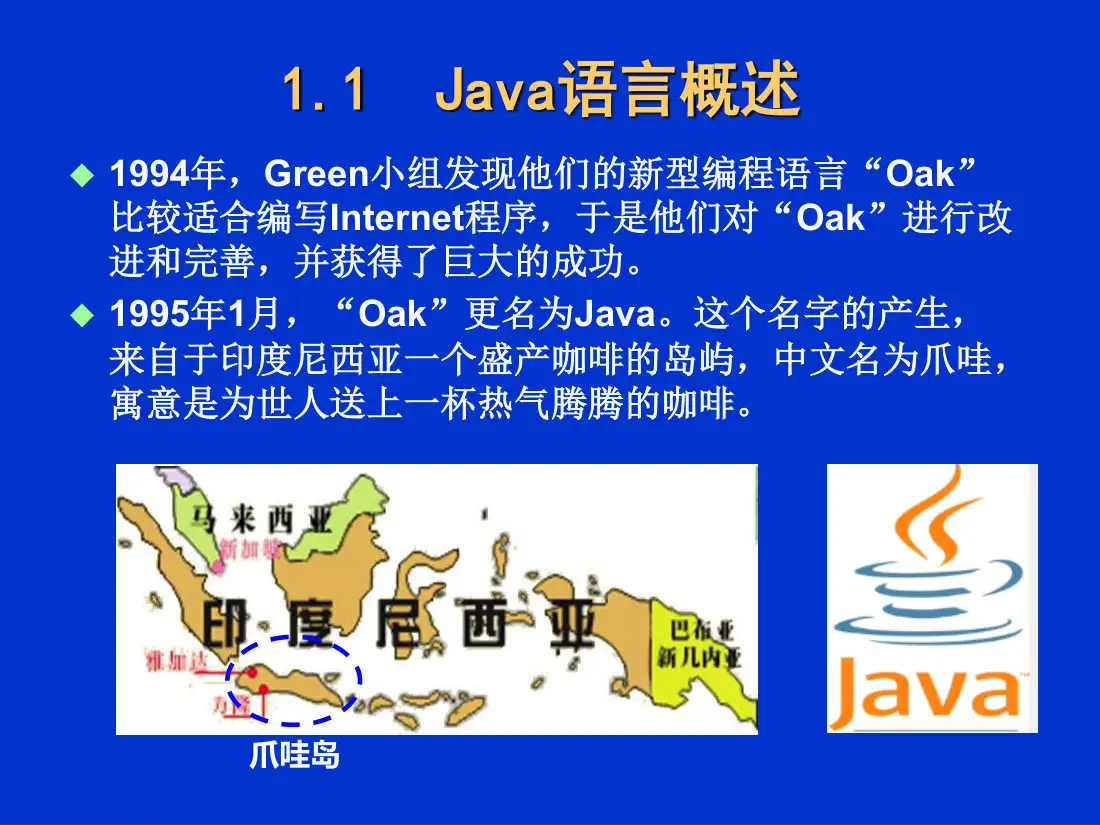 1.1 Java语言概述
1994年，Green小组发现他们的新型编程语言“Oak”
比较适合编写Internet程序，于是他们对“Oak”进行改
进和完善，并获得了巨大的成功。
1995年1月，“Oak”更名为Java。这个名字的产生，
来自于印度尼西亚一个盛产咖啡的岛屿，中文名为爪哇，
寓意是为世人送上一杯热气腾腾的咖啡。
马来西亚
新加坡
印度尼西亚
巴布亚
新几内亚
雅加达
万隆
爪哇岛
Java